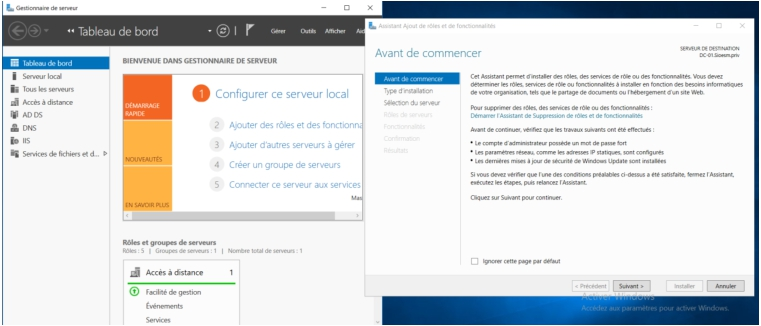 Gestionnaire de serveur
Tableau de bord
Gérer Outils Afficher
Tableau de bord
Serveur local
Tous les serveurs
Accès à distance
AD DS
DNS
IIS
Services de fichiers et d...
BIENVENUE DANS GESTIONNAIRE DE SERVEUR
DÉMARRAGE
RAPIDE
NOUVEAUTÉS
EN SAVOIR PLUS
1 Configurer ce serveur local
2 Ajouter des rôles et des fonctionna
3 Ajouter d'autres serveurs à gérer
4 Créer un groupe de serveurs
5 Connecter ce serveur aux services
Mas
Rôles et groupes de serveurs
Rôles : 5 | Groupes de serveurs : 1 | Nombre total de serveurs : 1
Accès à distance 1
Facilité de gestion
Événements
Services
Assistant Ajout de rôles et de fonctionnalités
Avant de commencer
SERVEUR DE DESTINATION
DC-01.Sioesm.priv
Avant de commencer
Type d'installation
Sélection du serveur
Rôles de serveurs
Fonctionnalités
Confirmation
Résultats
Cet Assistant permet d'installer des rôles, des services de rôle ou des fonctionnalités. Vous devez
déterminer les rôles, services de rôle ou fonctionnalités à installer en fonction des besoins informatiques
de votre organisation, tels que le partage de documents ou l'hébergement d'un site Web.
Pour supprimer des rôles, des services de rôle ou des fonctionnalités :
Démarrer l'Assistant de Suppression de rôles et de fonctionnalités
Avant de continuer, vérifiez que les travaux suivants ont été effectués :
• Le compte d'administrateur possède un mot de passe fort
• Les paramètres réseau, comme les adresses IP statiques, sont configurés
• Les dernières mises à jour de sécurité de Windows Update sont installées
Si vous devez vérifier que l'une des conditions préalables ci-dessus a été satisfaite, fermez l'Assistant,
exécutez les étapes, puis relancez l'Assistant.
Cliquez sur Suivant pour continuer.
Ignorer cette page par défaut
< Précédent Suivant > Installer Annuler
Activer Windows
Accédez aux paramètres pour activer Windows.